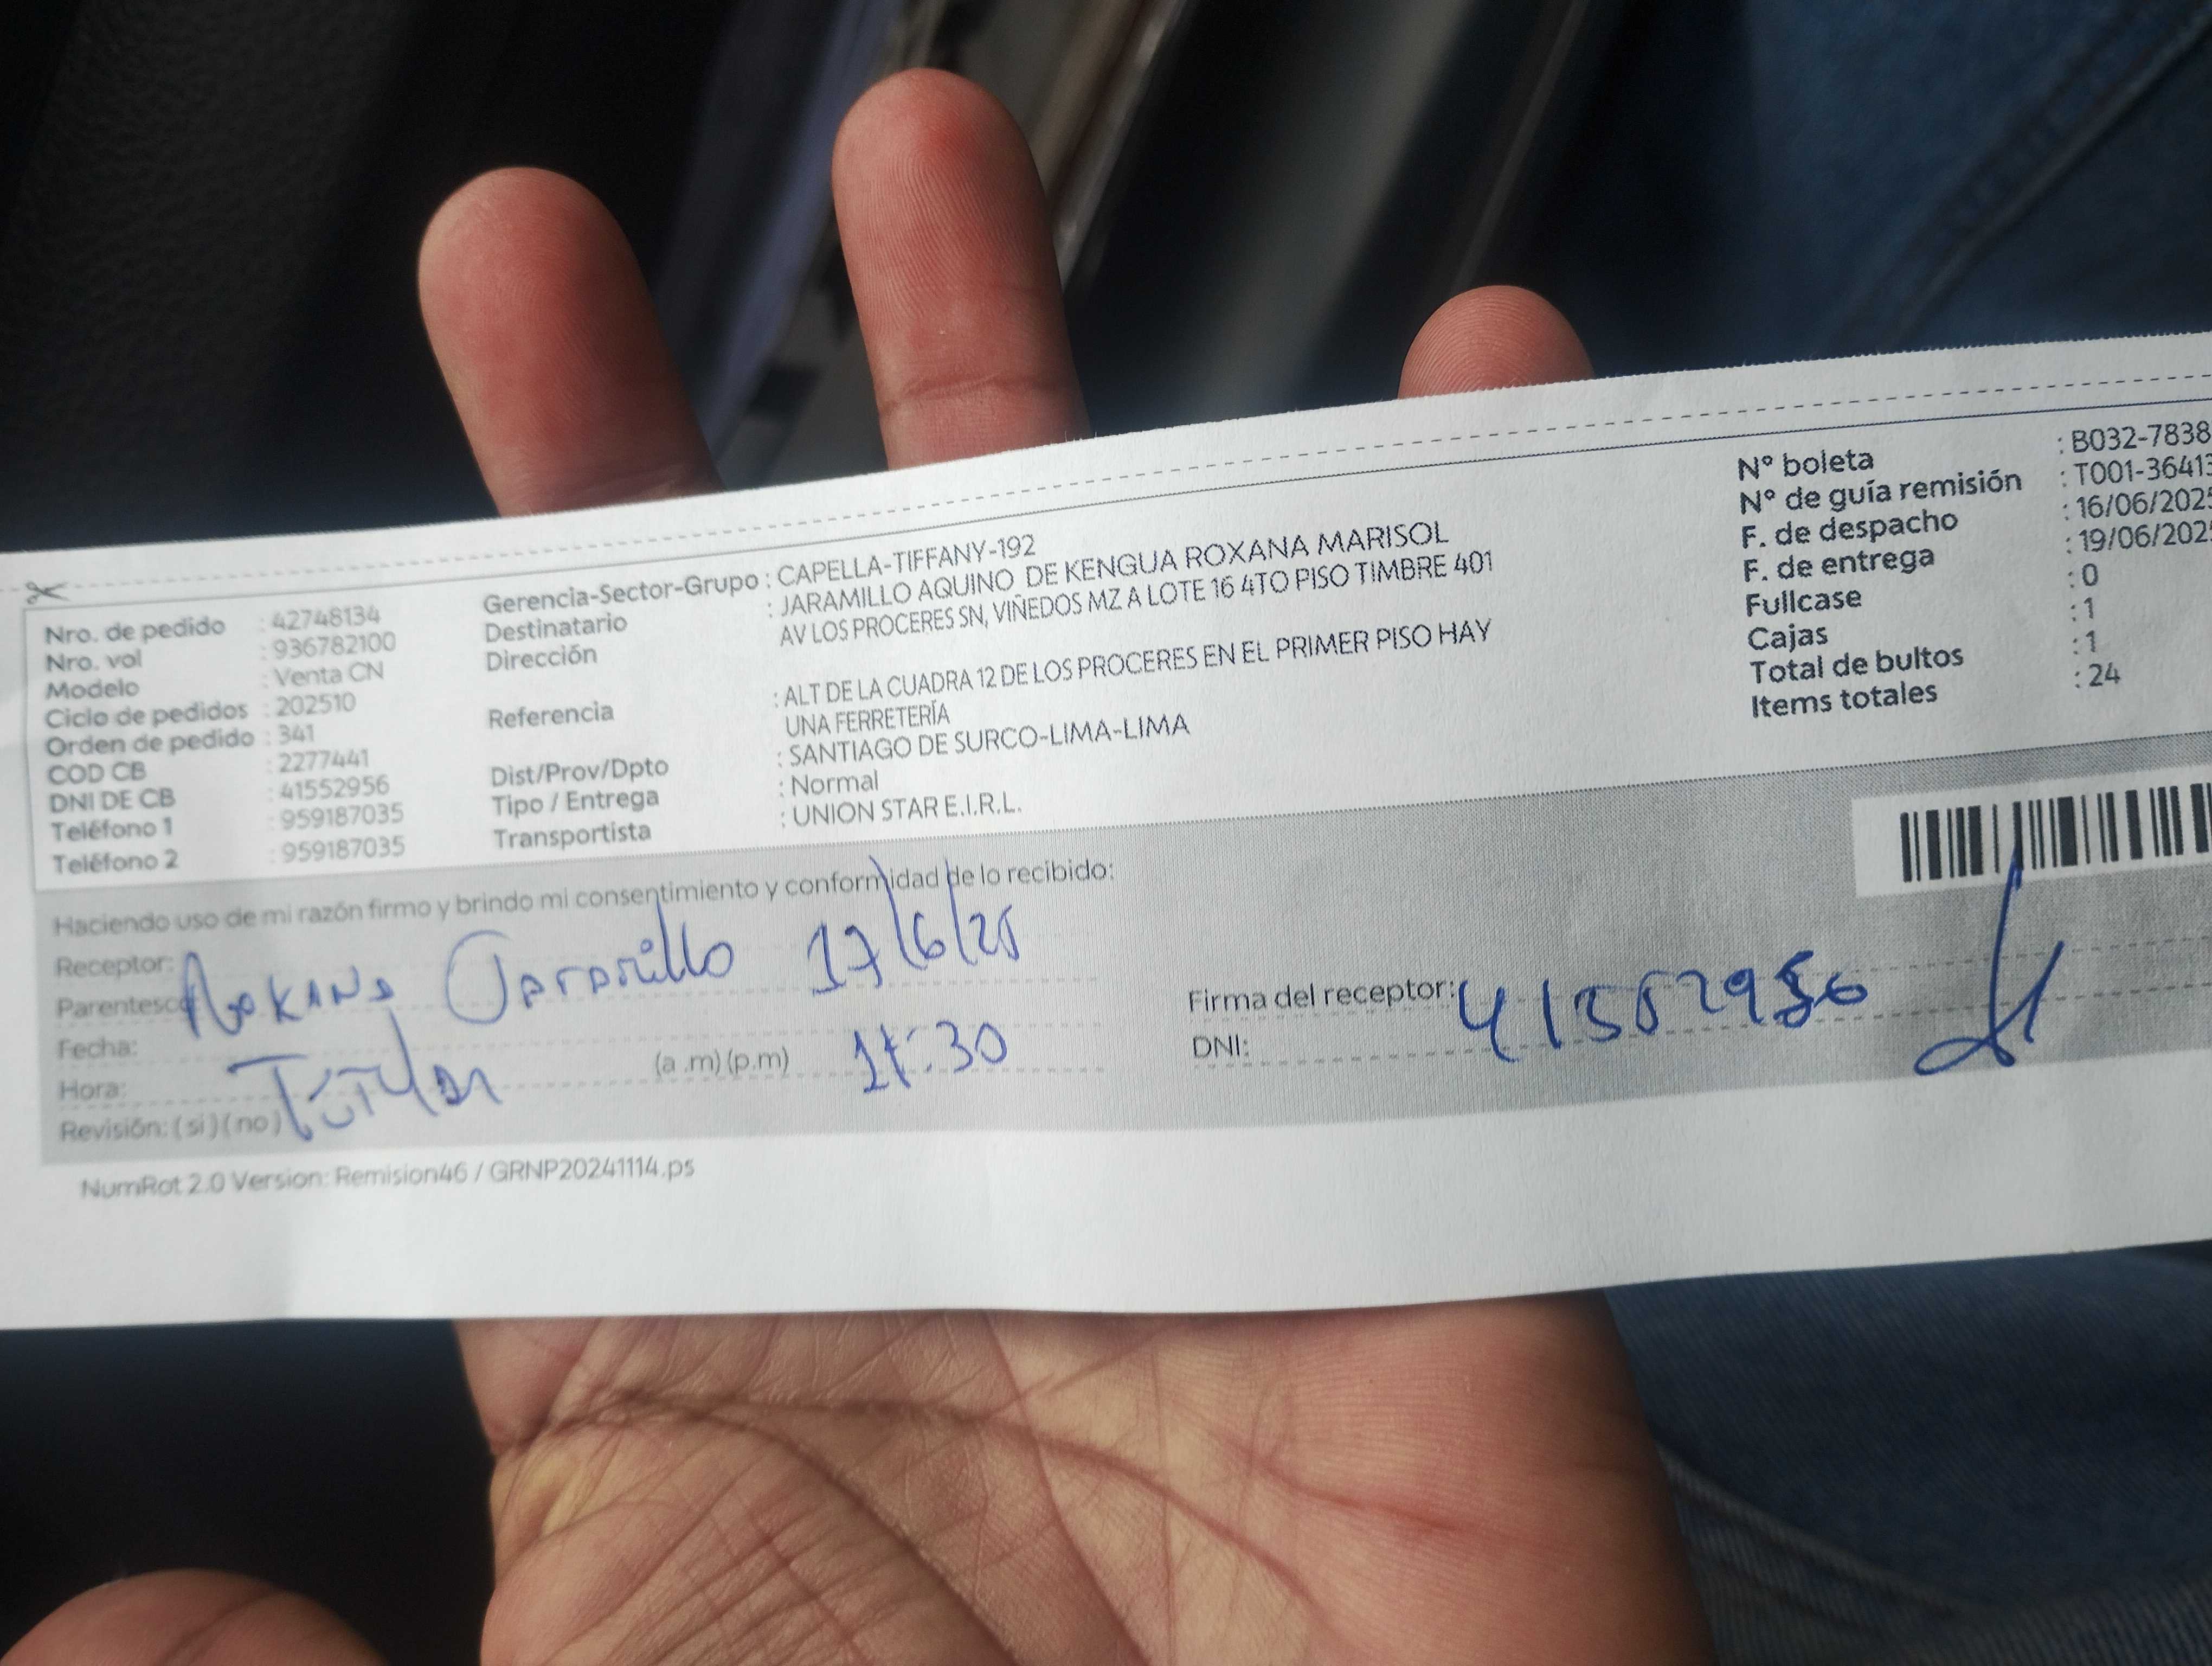 Nro. de pedido : 42748134
Nro. vol : 936782100
Modelo : Venta CN
Ciclo de pedidos : 202510
Orden de pedido : 341
COD CB : 2277441
DNI DE CB : 41552956
Teléfono 1 : 959187035
Teléfono 2 : 959187035
Gerencia-Sector-Grupo : CAPELLA-TIFFANY-192
Destinatario : JARAMILLO AQUINO DE KENGUA ROXANA MARISOL
Dirección AV LOS PROCERES SN, VIÑEDOS MZ A LOTE 16 4TO PISO TIMBRE 401
Referencia : ALT DE LA CUADRA 12 DE LOS PROCERES EN EL PRIMER PISO HAY
UNA FERRETERÍA
Dist/Prov/Dpto : SANTIAGO DE SURCO-LIMA-LIMA
Tipo / Entrega : Normal
Transportista : UNION STAR E.I.R.L.
N° boleta : B032-7838
N° de guía remisión : T001-36413
F. de despacho : 16/06/2025
F. de entrega : 19/06/2025
Fullcase : 0
Cajas : 1
Total de bultos : 1
Items totales : 24
Haciendo uso de mi razón firmo y brindo mi consentimiento y conformidad de lo recibido:
Receptor: Roxana Jaramillo 17/6/25
Parentesco
Fecha:
Hora: (a .m) (p.m)
Revisión: ( si ) ( no )
Firma del receptor: 41552956
DNI:
NumRot 2.0 Version: Remision46 / GRNP20241114.ps